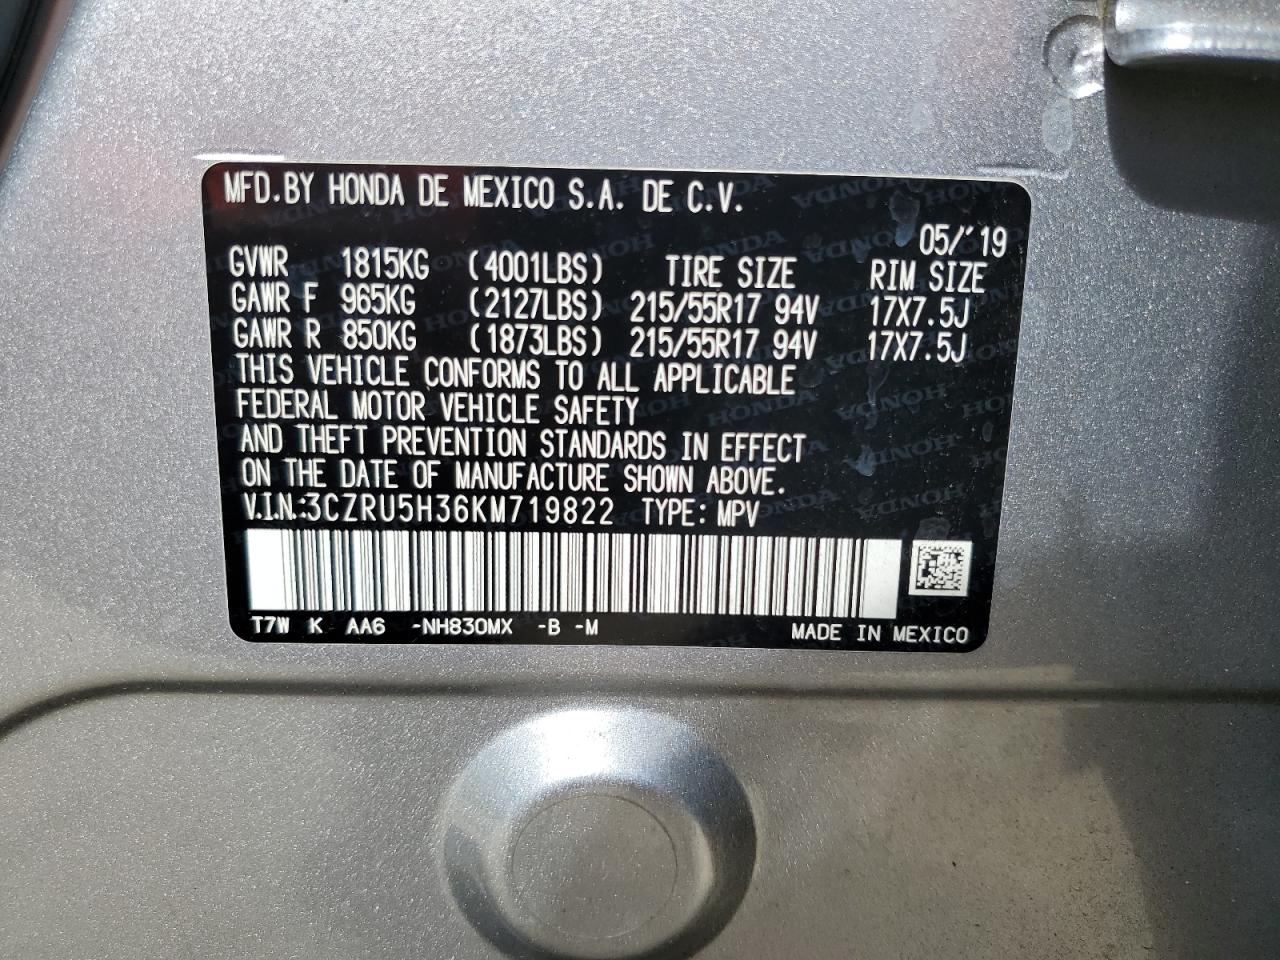 MFD.BY HONDA DE MEXICO S.A. DE C.V.
05/'19
GVWR 1815KG (4001LBS) TIRE SIZE RIM SIZE
GAWR F 965KG (2127LBS) 215/55R17 94V 17X7.5J
GAWR R 850KG (1873LBS) 215/55R17 94V 17X7.5J
THIS VEHICLE CONFORMS TO ALL APPLICABLE
FEDERAL MOTOR VEHICLE SAFETY
AND THEFT PREVENTION STANDARDS IN EFFECT
ON THE DATE OF MANUFACTURE SHOWN ABOVE.
V.I.N.:3CZRU5H36KM719822 TYPE: MPV
T7W K AA6 -NH830MX -B -M MADE IN MEXICO